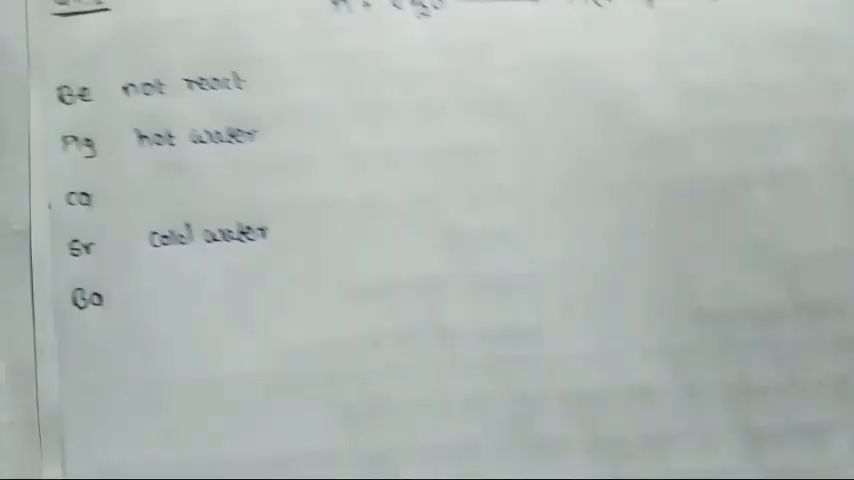 Be not react
Mg hot water
Ca
Sr cold water
Ba